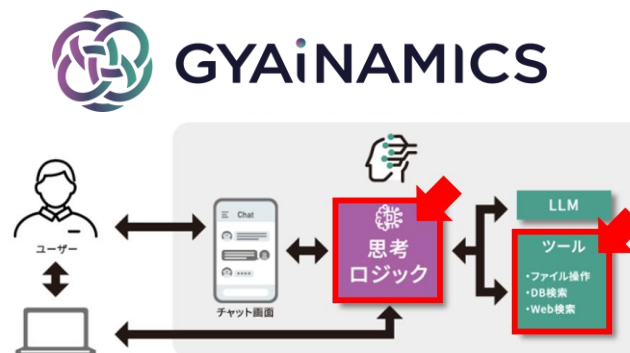 GYAiNAMICS
ユーザー
Chat
チャット画面
思考
ロジック
LLM
ツール
・ファイル操作
・DB検索
・Web検索